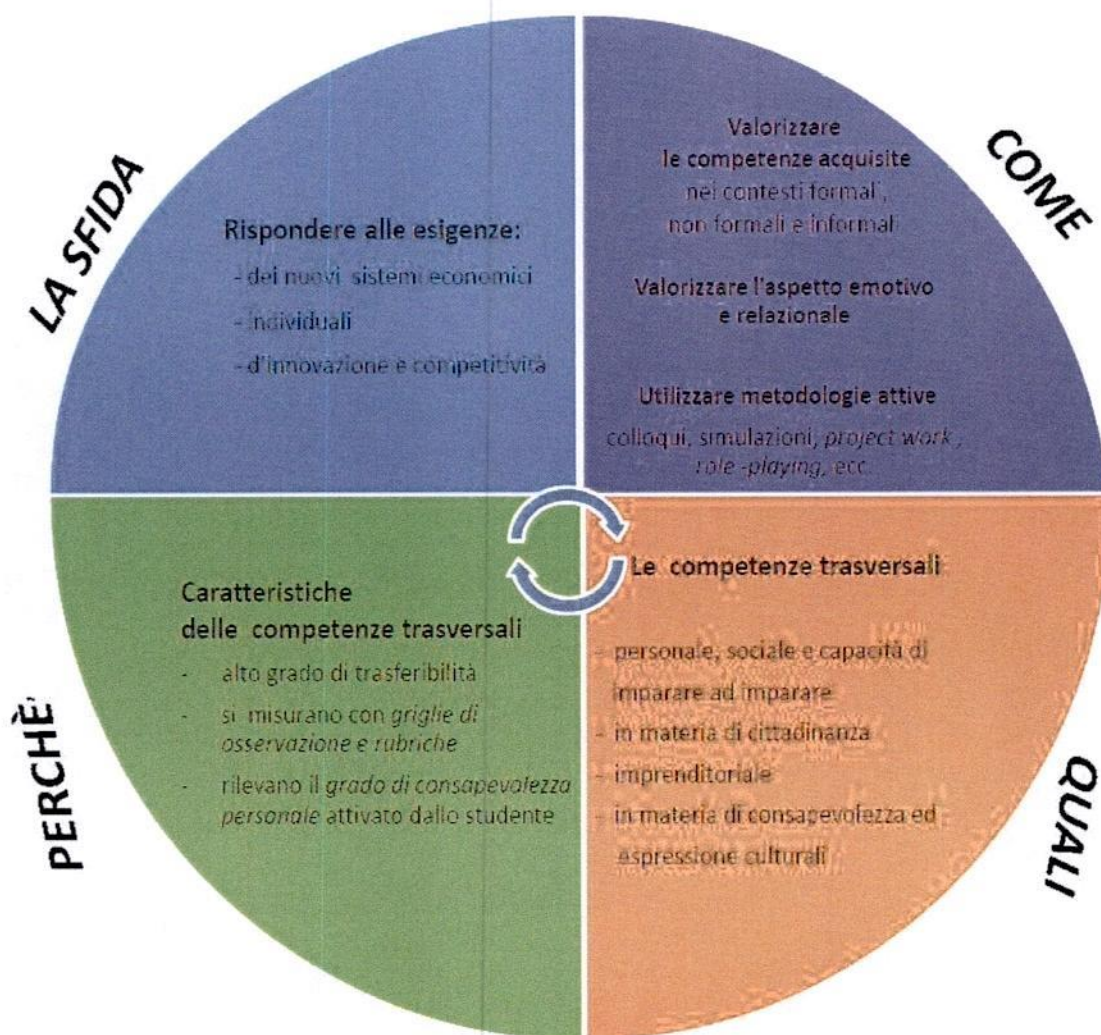 LA SFIDA
Rispondere alle esigenze:
- dei nuovi sistemi economici
- individuali
- d'innovazione e competitività
COME
Valorizzare
le competenze acquisite
nei contesti formali,
non formali e informali
Valorizzare l'aspetto emotivo
e relazionale
Utilizzare metodologie attive
colloqui, simulazioni, project work,
role-playing, ecc
PERCHÈ
Caratteristiche
delle competenze trasversali
- alto grado di trasferibilità
- si misurano con griglie di
osservazione e rubriche
- rilevano il grado di consapevolezza
personale attivato dallo studente
QUALI
Le competenze trasversali
- personale, sociale e capacità di
imparare ad imparare
- in materia di cittadinanza
- imprenditoriale
- in materia di consapevolezza ed
espressione culturali